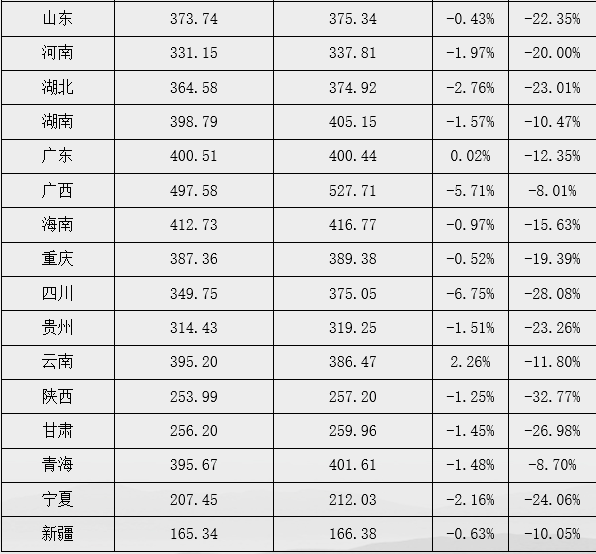 山东 373.74 375.34 -0.43% -22.35%
河南 331.15 337.81 -1.97% -20.00%
湖北 364.58 374.92 -2.76% -23.01%
湖南 398.79 405.15 -1.57% -10.47%
广东 400.51 400.44 0.02% -12.35%
广西 497.58 527.71 -5.71% -8.01%
海南 412.73 416.77 -0.97% -15.63%
重庆 387.36 389.38 -0.52% -19.39%
四川 349.75 375.05 -6.75% -28.08%
贵州 314.43 319.25 -1.51% -23.26%
云南 395.20 386.47 2.26% -11.80%
陕西 253.99 257.20 -1.25% -32.77%
甘肃 256.20 259.96 -1.45% -26.98%
青海 395.67 401.61 -1.48% -8.70%
宁夏 207.45 212.03 -2.16% -24.06%
新疆 165.34 166.38 -0.63% -10.05%